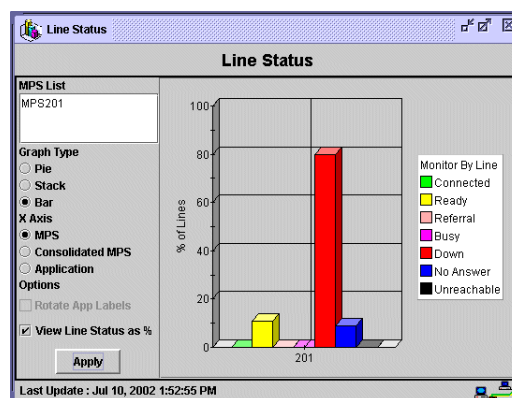 Line Status
Line Status
MPS List
MPS201
Graph Type
Pie
Stack
Bar
X Axis
MPS
Consolidated MPS
Application
Options
Rotate App Labels
View Line Status as %
Apply
% of Lines
100
80
60
40
20
0
201
Monitor By Line
Connected
Ready
Referral
Busy
Down
No Answer
Unreachable
Last Update : Jul 10, 2002 1:52:55 PM